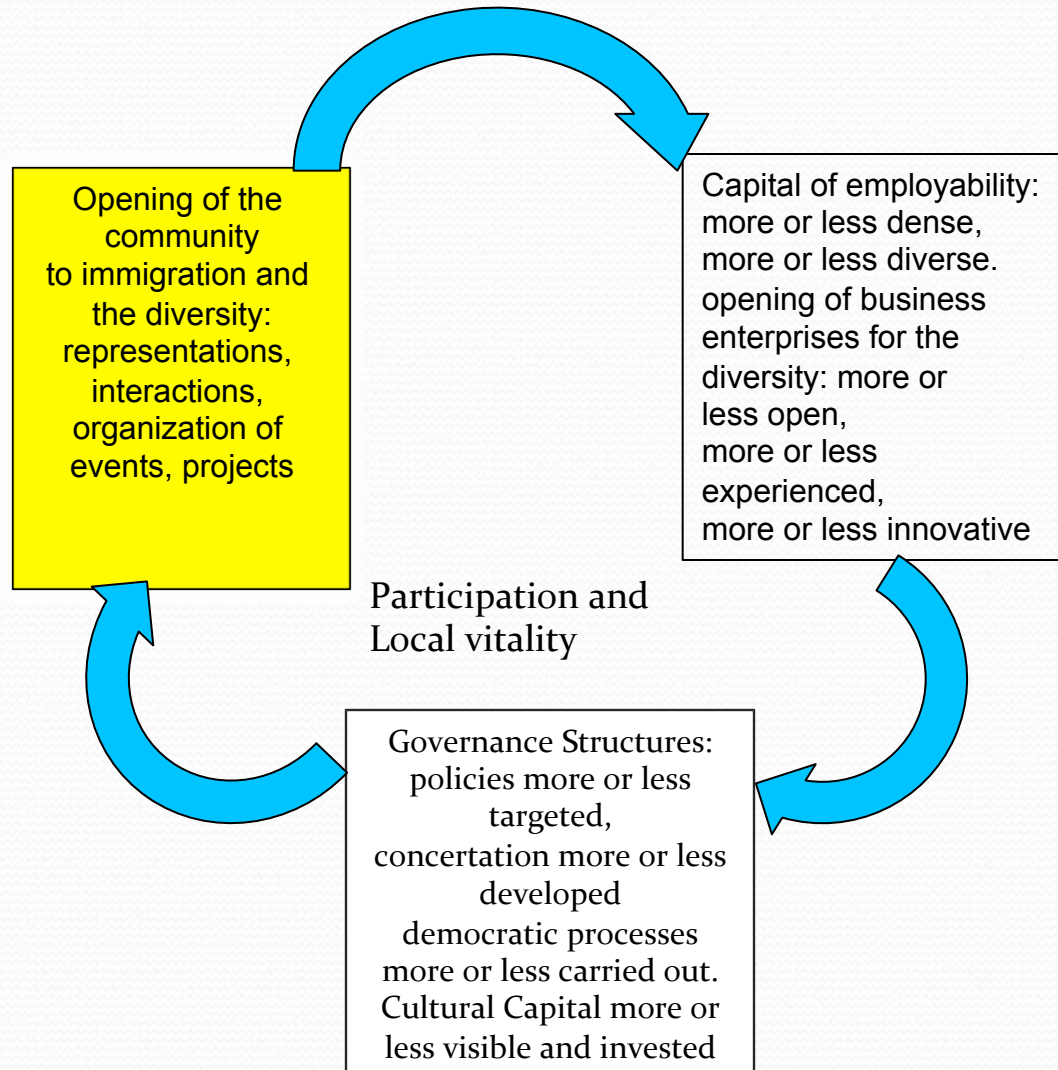 Opening of the
community
to immigration and
the diversity:
representations,
interactions,
organization of
events, projects
Capital of employability:
more or less dense,
more or less diverse.
opening of business
enterprises for the
diversity: more or
less open,
more or less
experienced,
more or less innovative
Participation and
Local vitality
Governance Structures:
policies more or less
targeted,
concertation more or less
developed
democratic processes
more or less carried out.
Cultural Capital more or
less visible and invested